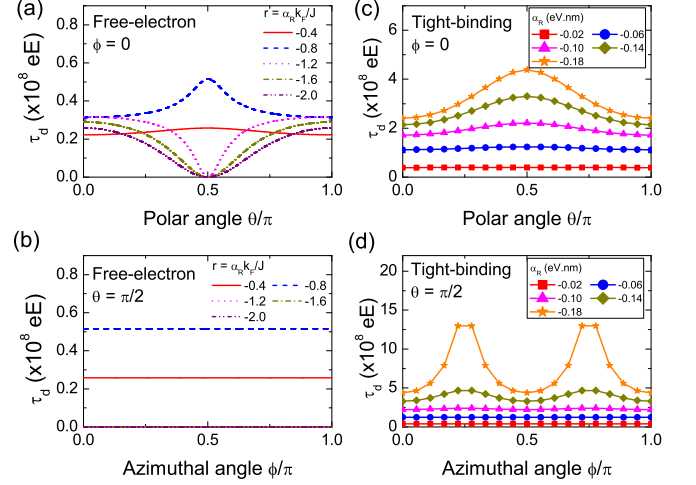 (a)
Free-electron
ϕ = 0
r = α_R k_F/J
-0.4
-0.8
-1.2
-1.6
-2.0
τ_d (x10^8 eE)
0.8
0.6
0.4
0.2
0.0
0.0 0.5 1.0
Polar angle θ/π
(c)
Tight-binding
ϕ = 0
α_R (eV.nm)
-0.02 -0.06
-0.10 -0.14
-0.18
τ_d (x10^8 eE)
6
4
2
0
0.0 0.5 1.0
Polar angle θ/π
(b)
Free-electron
θ = π/2
r = α_R k_F/J
-0.4 -0.8
-1.2 -1.6
-2.0
τ_d (x10^8 eE)
0.8
0.6
0.4
0.2
0.0
0.0 0.5 1.0
Azimuthal angle ϕ/π
(d)
Tight-binding
θ = π/2
α_R (eV.nm)
-0.02 -0.06
-0.10 -0.14
-0.18
τ_d (x10^8 eE)
20
15
10
5
0
0.0 0.5 1.0
Azimuthal angle ϕ/π